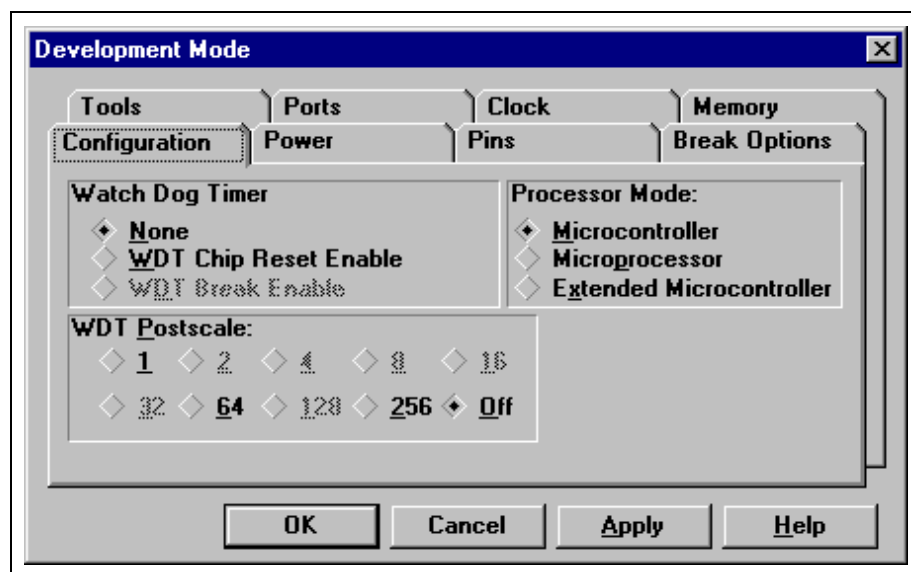 Development Mode
Tools Ports Clock Memory
Configuration Power Pins Break Options
Watch Dog Timer
None
WDT Chip Reset Enable
WDT Break Enable
Processor Mode:
Microcontroller
Microprocessor
Extended Microcontroller
WDT Postscale:
1 2 4 8 16
32 64 128 256 Off
OK Cancel Apply Help